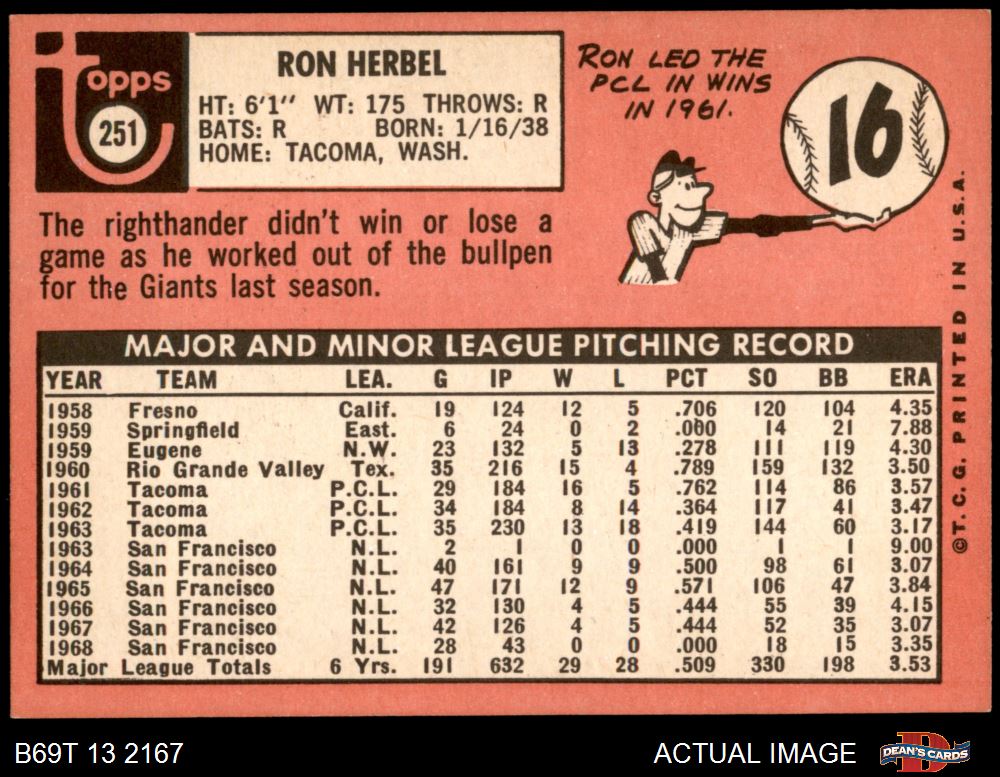 topps
251
RON HERBEL
HT: 6'1" WT: 175 THROWS: R
BATS: R BORN: 1/16/38
HOME: TACOMA, WASH.
RON LED THE
PCL IN WINS
IN 1961.
16
The righthander didn't win or lose a
game as he worked out of the bullpen
for the Giants last season.
MAJOR AND MINOR LEAGUE PITCHING RECORD
YEAR TEAM LEA. G IP W L PCT SO BB ERA
1958 Fresno Calif. 19 124 12 5 .706 120 104 4.35
1959 Springfield East. 6 24 0 2 .000 14 21 7.88
1959 Eugene N.W. 23 132 5 13 .278 111 119 4.30
1960 Rio Grande Valley Tex. 35 216 15 4 .789 159 132 3.50
1961 Tacoma P.C.L. 29 184 16 5 .762 114 86 3.57
1962 Tacoma P.C.L. 34 184 8 14 .364 117 41 3.47
1963 Tacoma P.C.L. 35 230 13 18 .419 144 60 3.17
1963 San Francisco N.L. 2 1 0 0 .000 1 1 9.00
1964 San Francisco N.L. 40 161 9 9 .500 98 61 3.07
1965 San Francisco N.L. 47 171 12 9 .571 106 47 3.84
1966 San Francisco N.L. 32 130 4 5 .444 55 39 4.15
1967 San Francisco N.L. 42 126 4 5 .444 52 35 3.07
1968 San Francisco N.L. 28 43 0 0 .000 18 15 3.35
Major League Totals 6 Yrs. 191 632 29 28 .509 330 198 3.53
©T.C.G. PRINTED IN U.S.A.
B69T 13 2167
ACTUAL IMAGE
DEAN'S CARDS